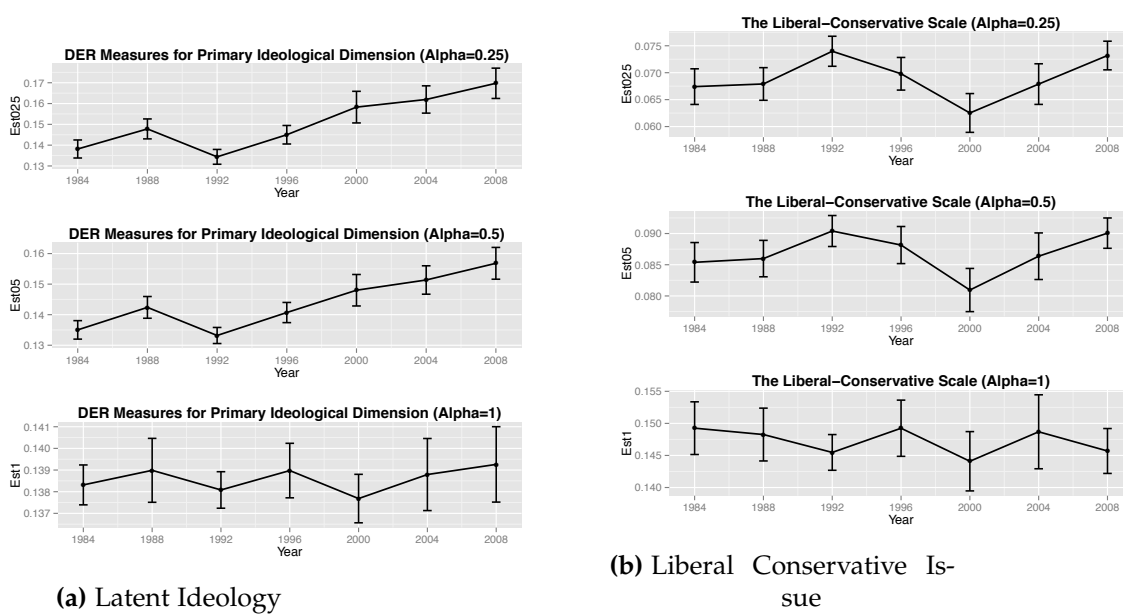 DER Measures for Primary Ideological Dimension (Alpha=0.25)
Est025
0.17
0.16
0.15
0.14
0.13
1984 1988 1992 1996 2000 2004 2008
Year
DER Measures for Primary Ideological Dimension (Alpha=0.5)
Est05
0.16
0.15
0.14
0.13
1984 1988 1992 1996 2000 2004 2008
Year
DER Measures for Primary Ideological Dimension (Alpha=1)
Est1
0.141
0.140
0.139
0.138
0.137
1984 1988 1992 1996 2000 2004 2008
Year
(a) Latent Ideology
The Liberal−Conservative Scale (Alpha=0.25)
Est025
0.075
0.070
0.065
0.060
1984 1988 1992 1996 2000 2004 2008
Year
The Liberal−Conservative Scale (Alpha=0.5)
Est05
0.090
0.085
0.080
1984 1988 1992 1996 2000 2004 2008
Year
The Liberal−Conservative Scale (Alpha=1)
Est1
0.155
0.150
0.145
0.140
1984 1988 1992 1996 2000 2004 2008
Year
(b) Liberal Conservative Is-
sue